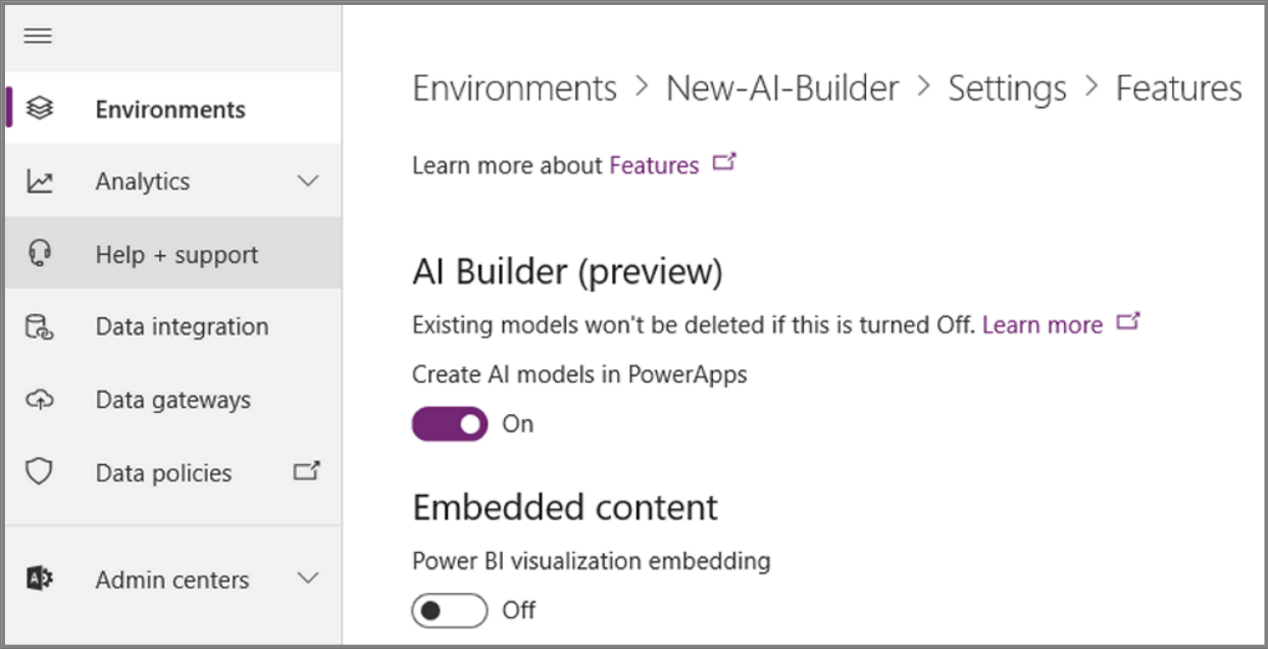 Environments
Analytics
Help + support
Data integration
Data gateways
Data policies
Admin centers
Environments > New-AI-Builder > Settings > Features
Learn more about Features
AI Builder (preview)
Existing models won't be deleted if this is turned Off. Learn more
Create AI models in PowerApps
On
Embedded content
Power BI visualization embedding
Off